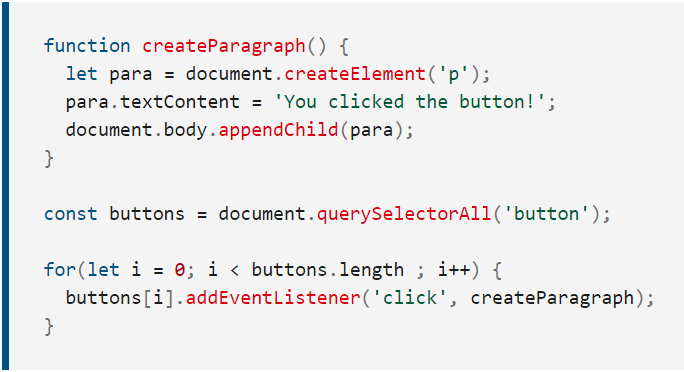 function createParagraph() {
  let para = document.createElement('p');
  para.textContent = 'You clicked the button!';
  document.body.appendChild(para);
}

const buttons = document.querySelectorAll('button');

for(let i = 0; i < buttons.length ; i++) {
  buttons[i].addEventListener('click', createParagraph);
}